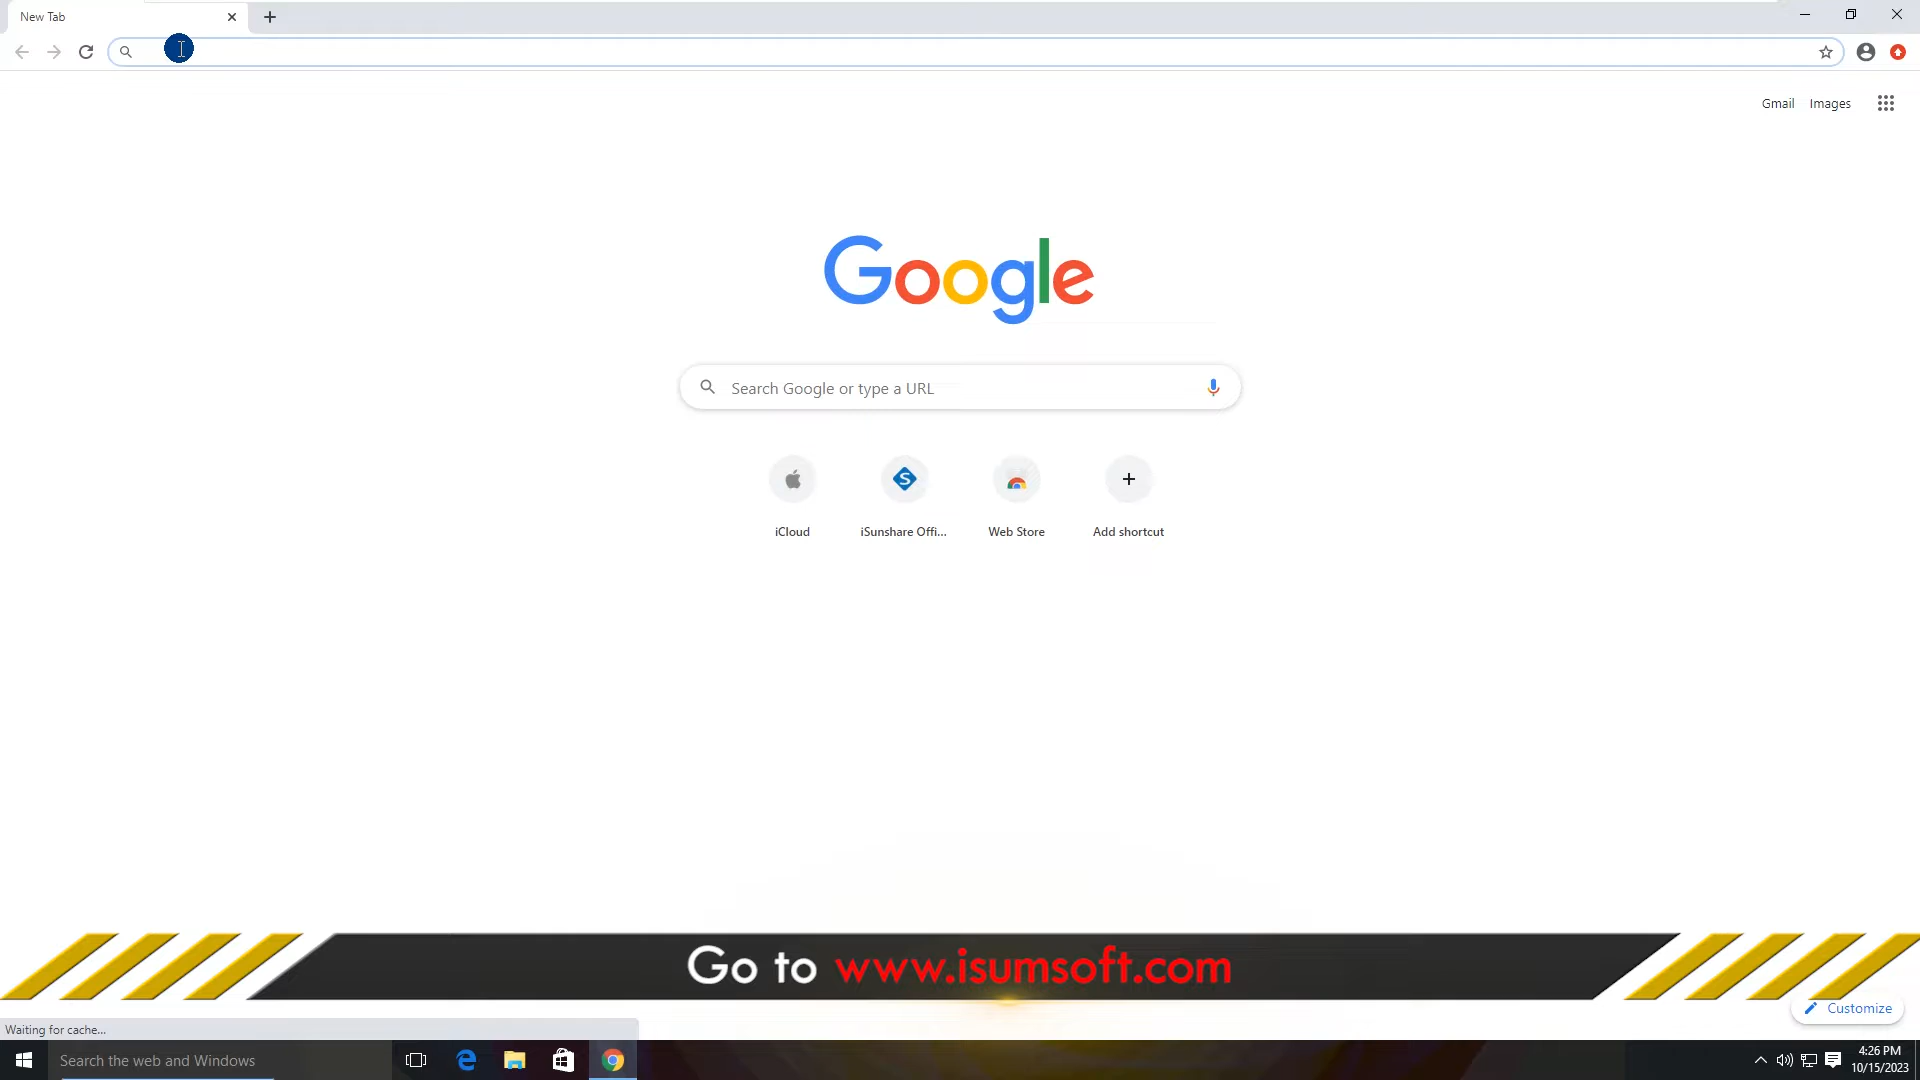 New Tab
Gmail Images
Google
Search Google or type a URL
iCloud
iSunshare Offi...
Web Store
Add shortcut
Go to www.isumsoft.com
Customize
Waiting for cache...
Search the web and Windows
4:26 PM
10/15/2023